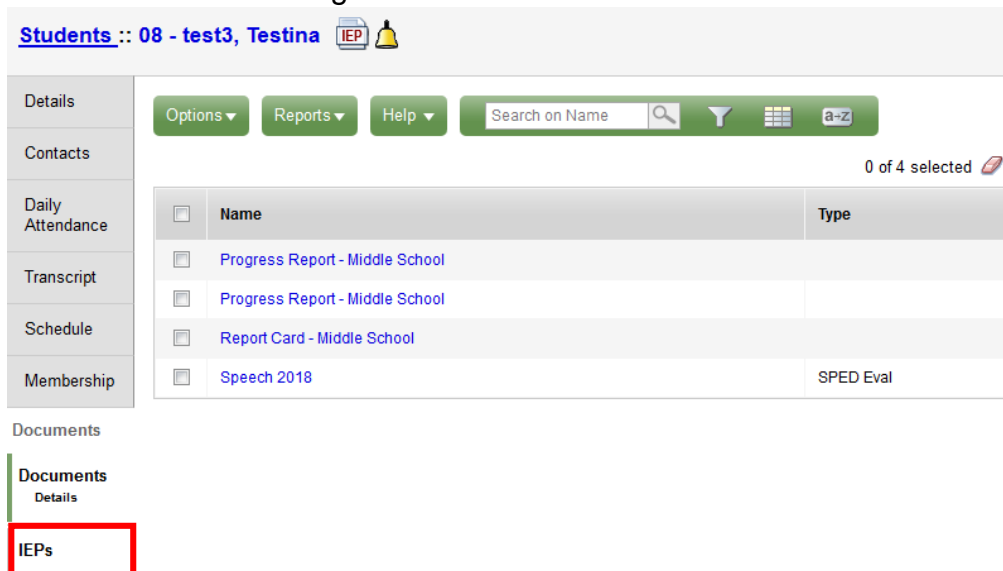 Students :: 08 - test3, Testina IEP
Details
Contacts
Daily
Attendance
Transcript
Schedule
Membership
Documents
Documents
Details
IEPs
Options Reports Help Search on Name a-z
0 of 4 selected
Name Type
Progress Report - Middle School
Progress Report - Middle School
Report Card - Middle School
Speech 2018 SPED Eval